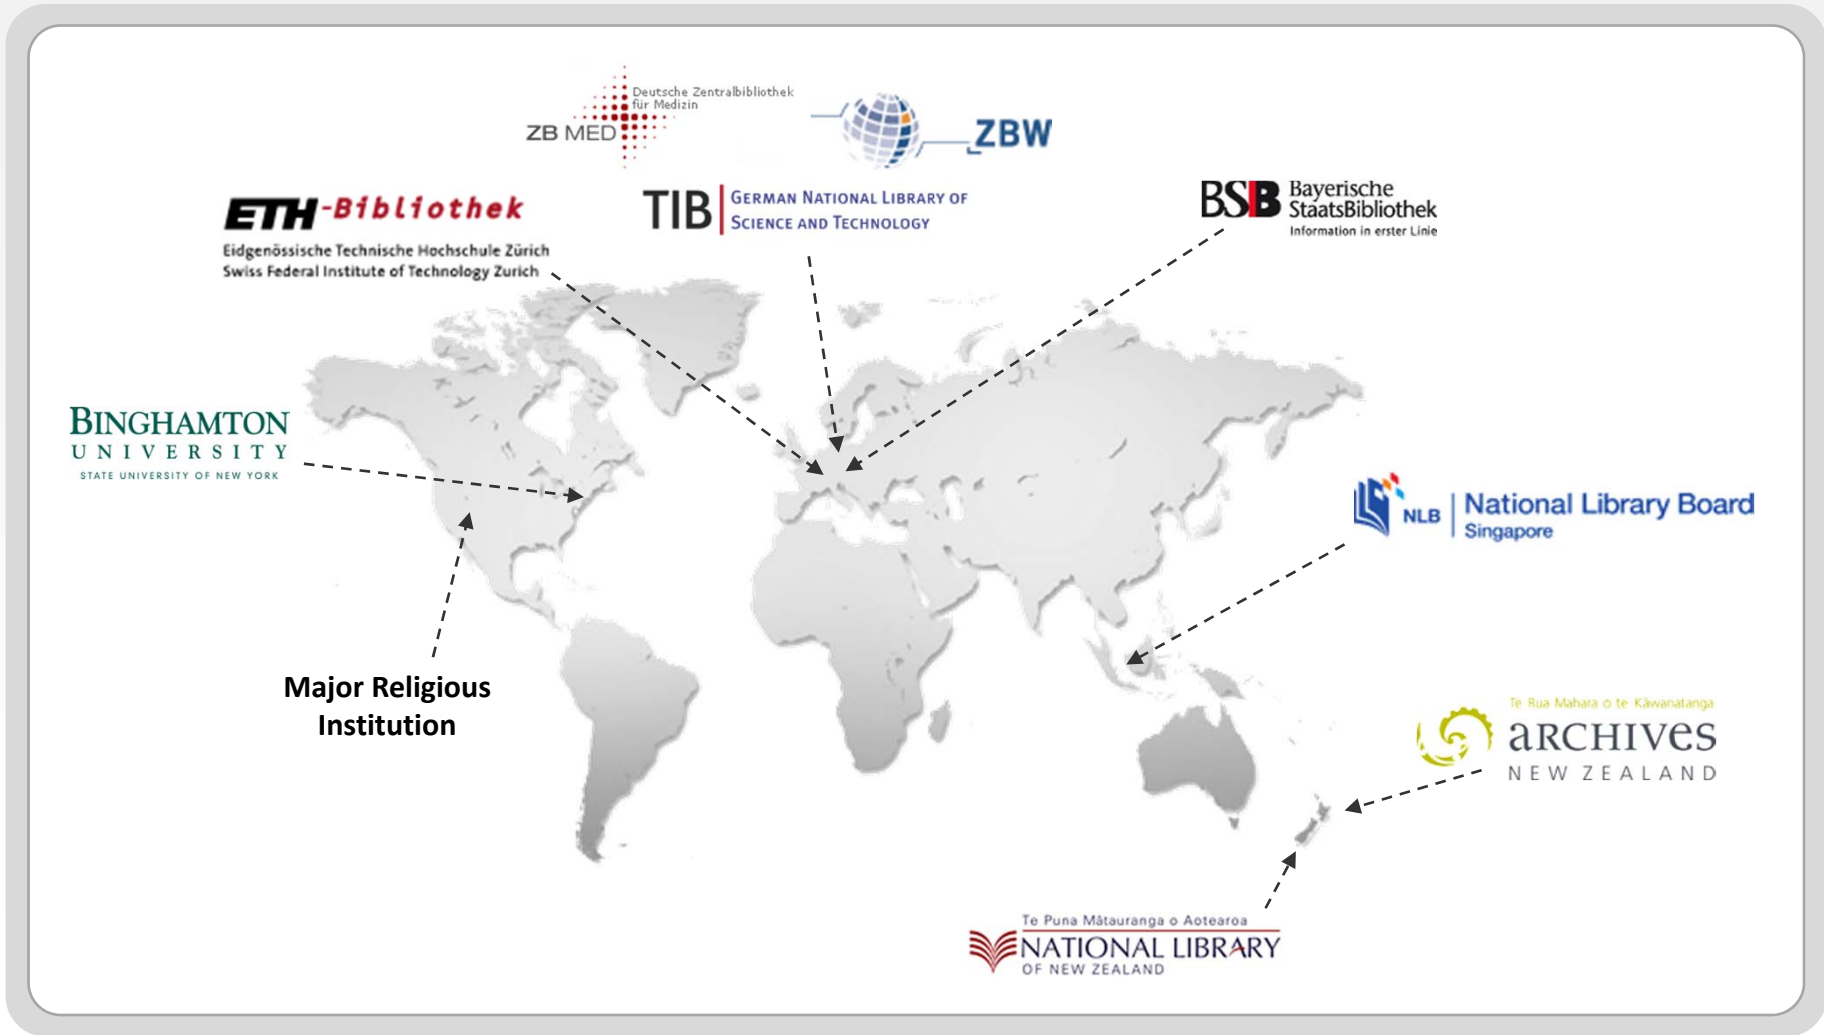 Deutsche Zentralbibliothek
für Medizin
ZB MED
ZBW
ETH-Bibliothek
Eidgenössische Technische Hochschule Zürich
Swiss Federal Institute of Technology Zurich
TIB
GERMAN NATIONAL LIBRARY OF
SCIENCE AND TECHNOLOGY
BSB
Bayerische
StaatsBibliothek
Information in erster Linie
BINGHAMTON
UNIVERSITY
STATE UNIVERSITY OF NEW YORK
NLB
National Library Board
Singapore
Major Religious
Institution
Te Rua Mahara o te Kāwanatanga
aRCHIVes
NEW ZEALAND
Te Puna Mātauranga o Aotearoa
NATIONAL LIBRARY
OF NEW ZEALAND